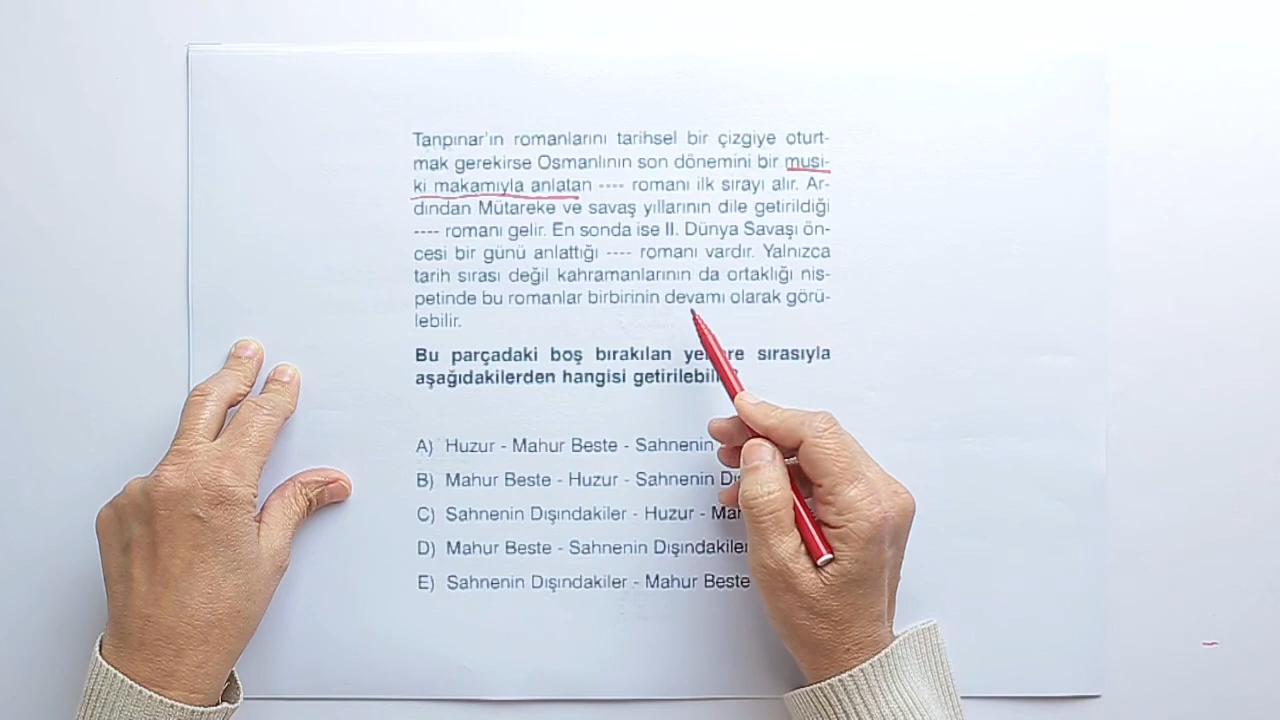 Tanpınar'ın romanlarını tarihsel bir çizgiye oturt-
mak gerekirse Osmanlının son dönemini bir musi-
ki makamıyla anlatan ---- romanı ilk sırayı alır. Ar-
dından Mütareke ve savaş yıllarının dile getirildiği
---- romanı gelir. En sonda ise II. Dünya Savaşı ön-
cesi bir günü anlattığı ---- romanı vardır. Yalnızca
tarih sırası değil kahramanlarının da ortaklığı nis-
petinde bu romanlar birbirinin devamı olarak görü-
lebilir.
Bu parçadaki boş bırakılan sırasıyla
aşağıdakilerden hangisi
A) Huzur - Mahur Beste - Sahnenin
B) Mahur Beste - Huzur - Sahnenin
C) Sahnenin Dışındakiler - Huzur -
D) Mahur Beste - Sahnenin Dışındakiler
E) Sahnenin Dışındakiler - Mahur Beste